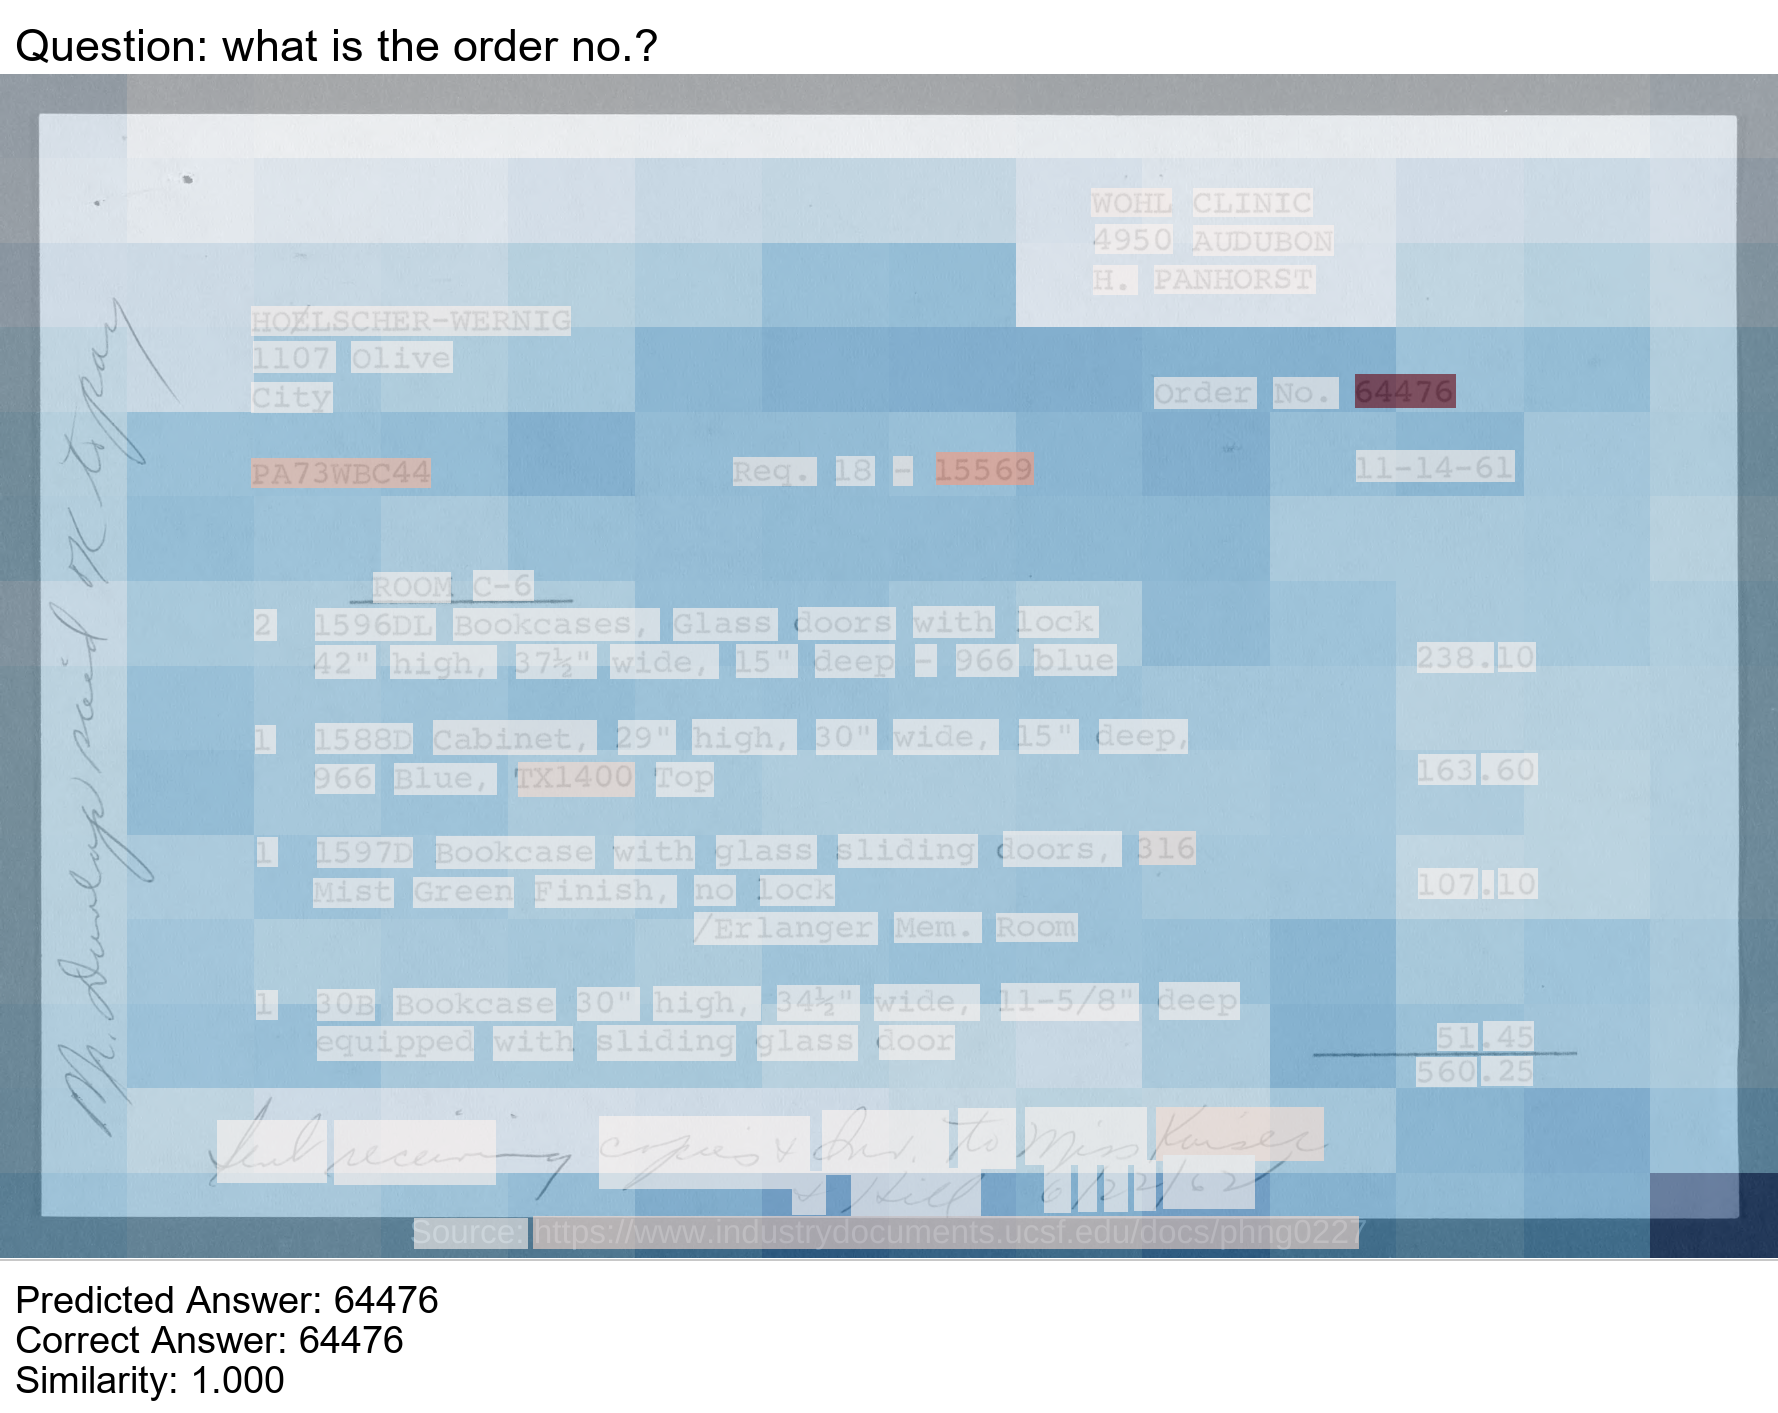 Question: what is the order no.?
WOHL CLINIC
4950 AUDUBON
H. PANHORST
HOELSCHER-WERNIG
1107 Olive
City
Order No. 64476
PA73WBC44 Req. 18 - 15569 11-14-61
ROOM C-6
2 1596DL Bookcases, Glass doors with lock
42" high, 37½" wide, 15" deep - 966 blue 238.10
1 1588D Cabinet, 29" high, 30" wide, 15" deep,
966 Blue, TX1400 Top 163.60
1 1597D Bookcase with glass sliding doors, 316
Mist Green Finish, no lock 107.10
/Erlanger Mem. Room
1 30B Bookcase 30" high, 34½" wide, 11-5/8" deep
equipped with sliding glass door 51.45
560.25
Mr. Dunlap said OK to pay
Send receiving copies & Inv. to Miss Kaiser
& Hill 6/22/62
Source: https://www.industrydocuments.ucsf.edu/docs/phng0227
Predicted Answer: 64476
Correct Answer: 64476
Similarity: 1.000